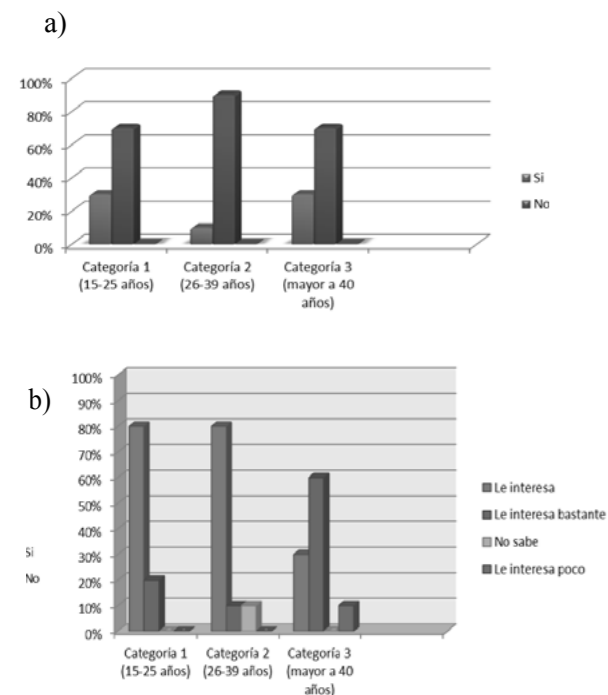 a)
100%
80%
60%
40%
20%
0%
Si
No
Categoría 1
(15-25 años)
Categoría 2
(26-39 años)
Categoría 3
(mayor a 40
años)
b)
100%
90%
80%
70%
60%
50%
40%
30%
20%
10%
0%
Si
No
Le interesa
Le interesa bastante
No sabe
Le interesa poco
Categoría 1
(15-25 años)
Categoría 2
(26-39 años)
Categoría 3
(mayor a 40
años)